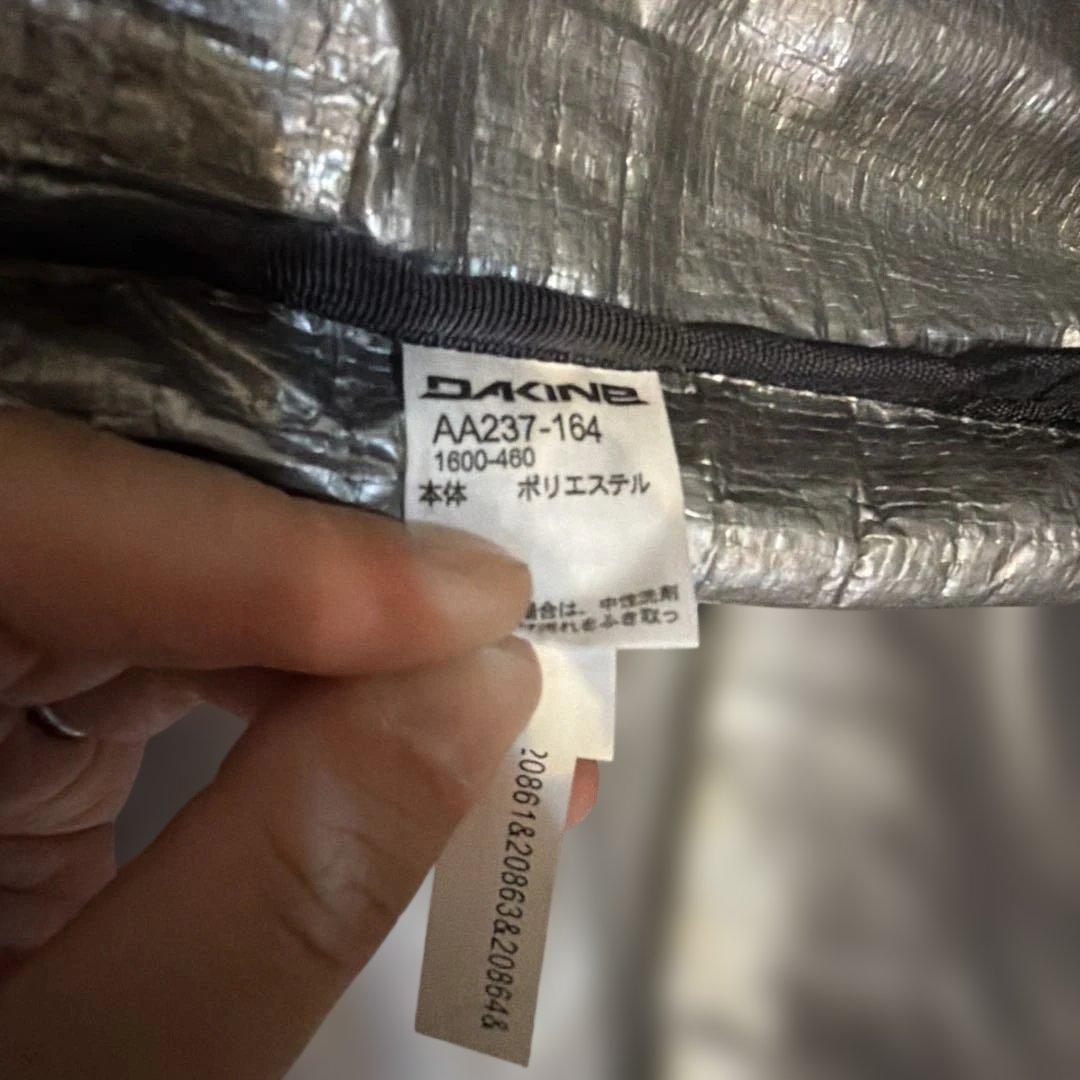 DAKINE
AA237-164
1600-460
本体 ポリエステル
場合は、中性洗剤
汚れをふき取っ
20861&20863&20864&